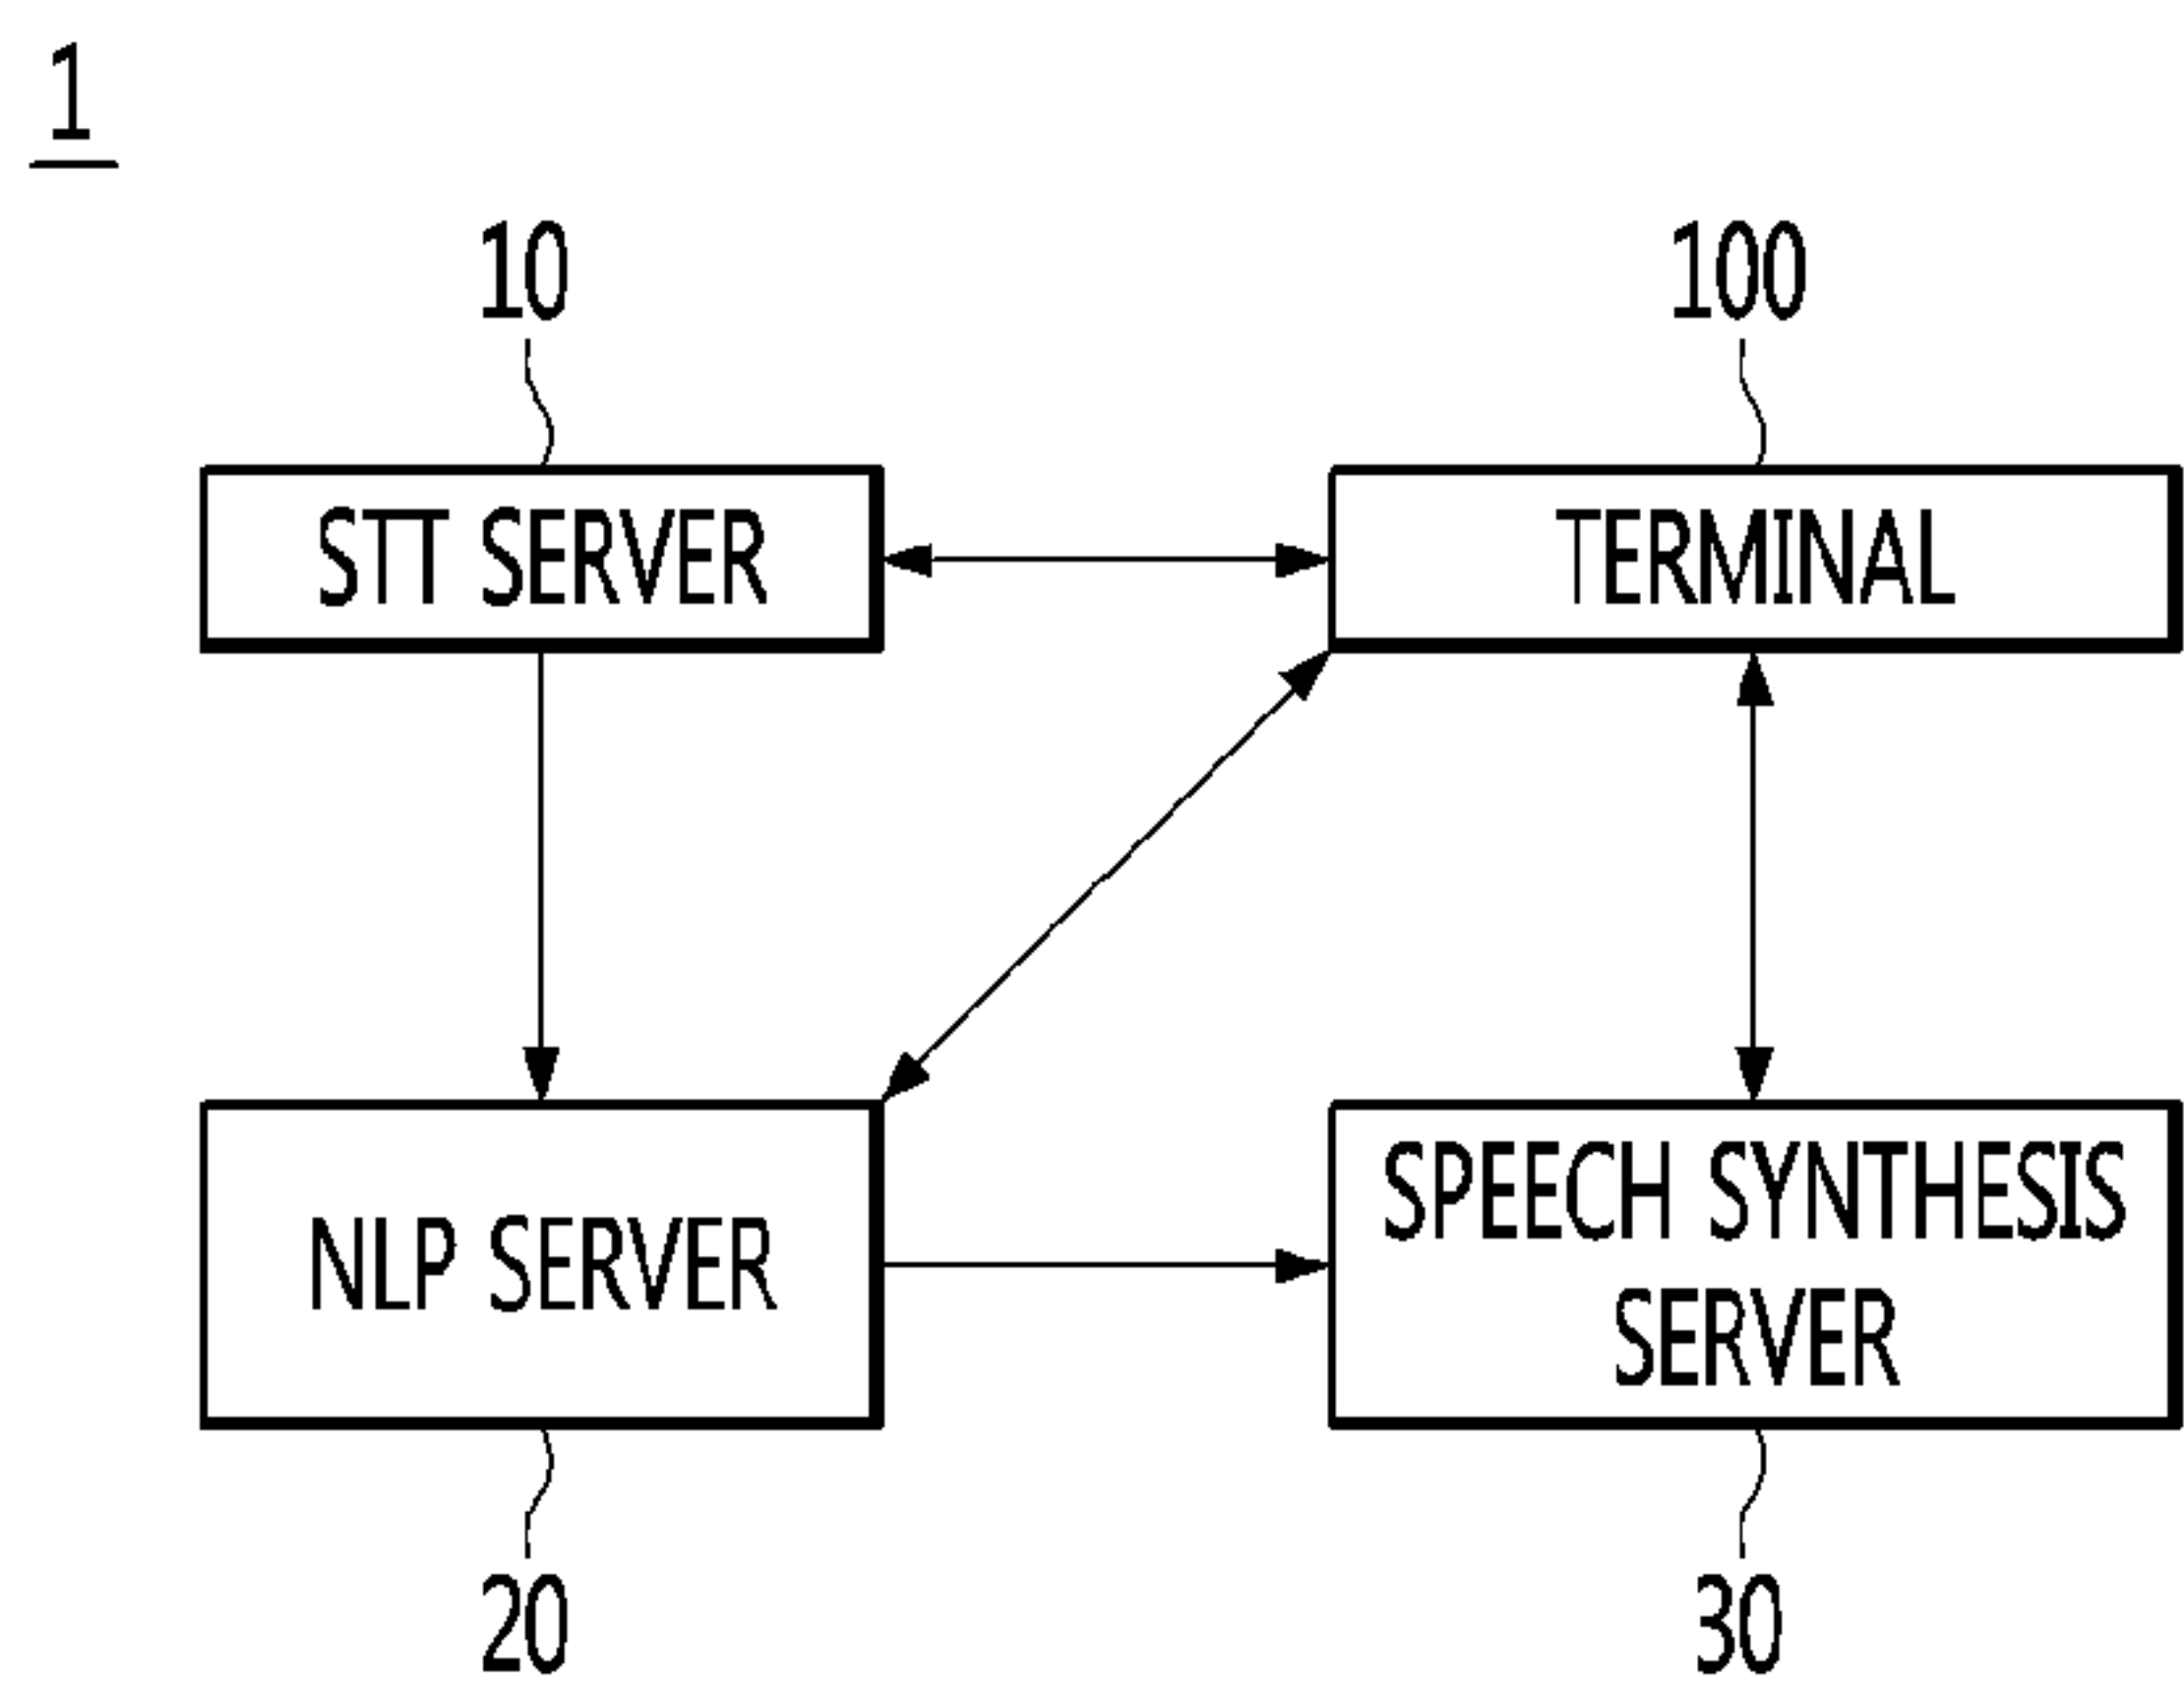 1
10
100
STT SERVER
TERMINAL
NLP SERVER
SPEECH SYNTHESIS
SERVER
20
30